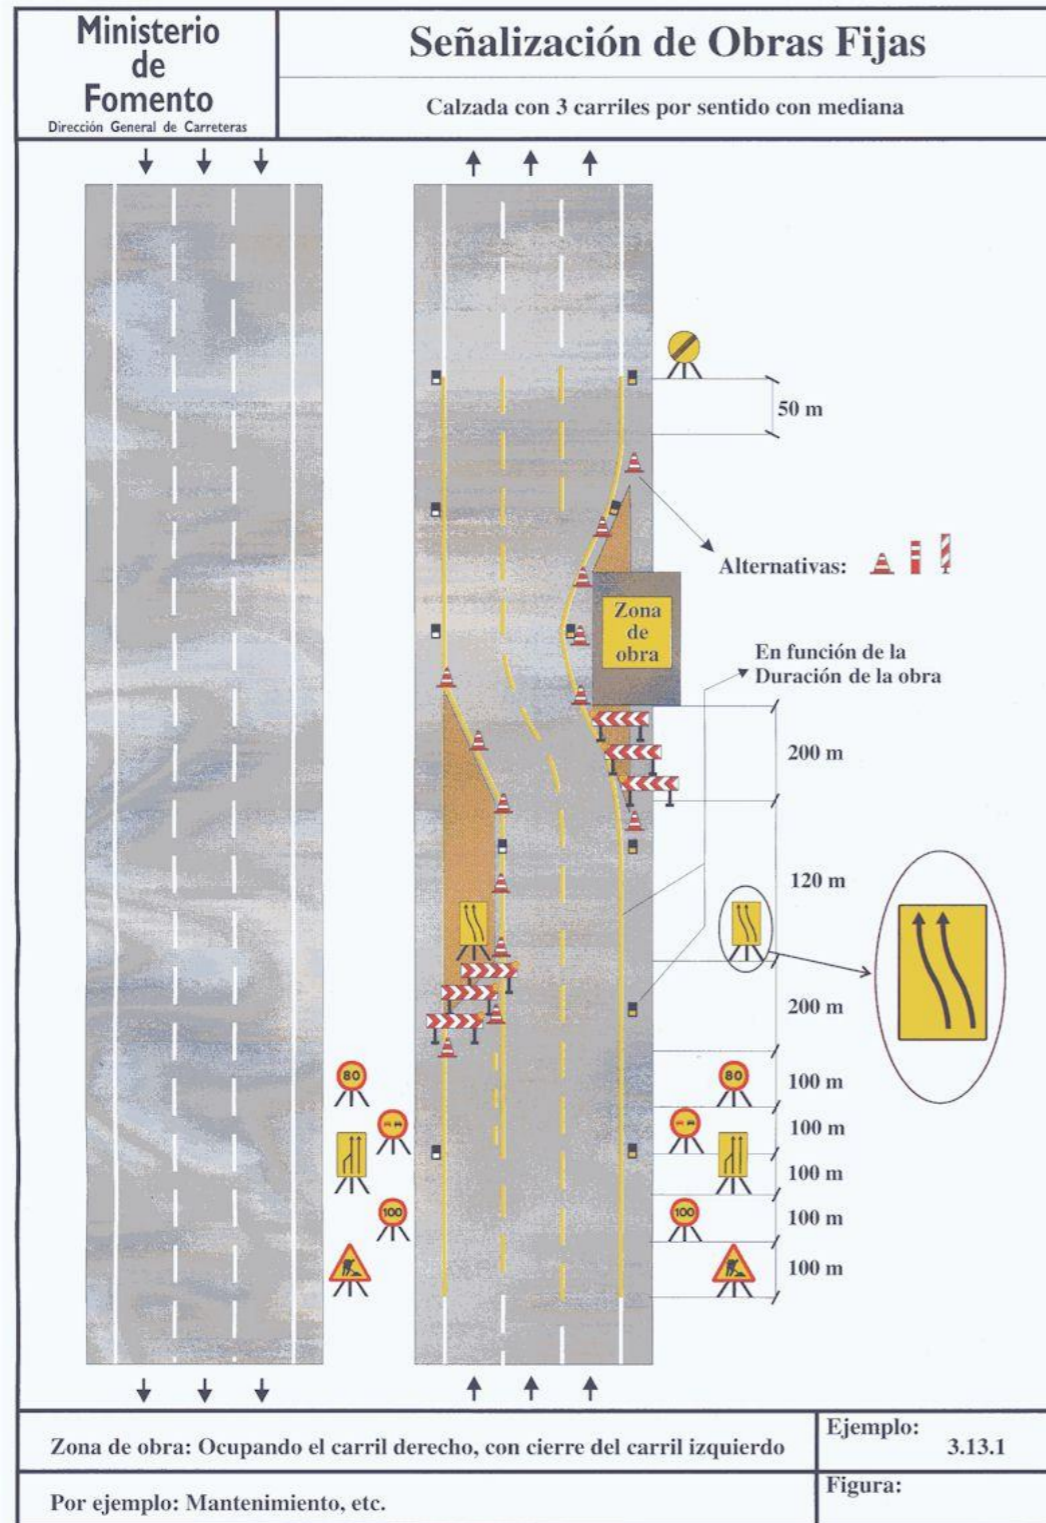 Ministerio
de
Fomento
Dirección General de Carreteras
Señalización de Obras Fijas
Calzada con 3 carriles por sentido con mediana
50 m
Alternativas:
Zona
de
obra
En función de la
Duración de la obra
200 m
120 m
200 m
80
80
100 m
100 m
100 m
100
100
100 m
100 m
Zona de obra: Ocupando el carril derecho, con cierre del carril izquierdo
Ejemplo:
3.13.1
Por ejemplo: Mantenimiento, etc.
Figura: